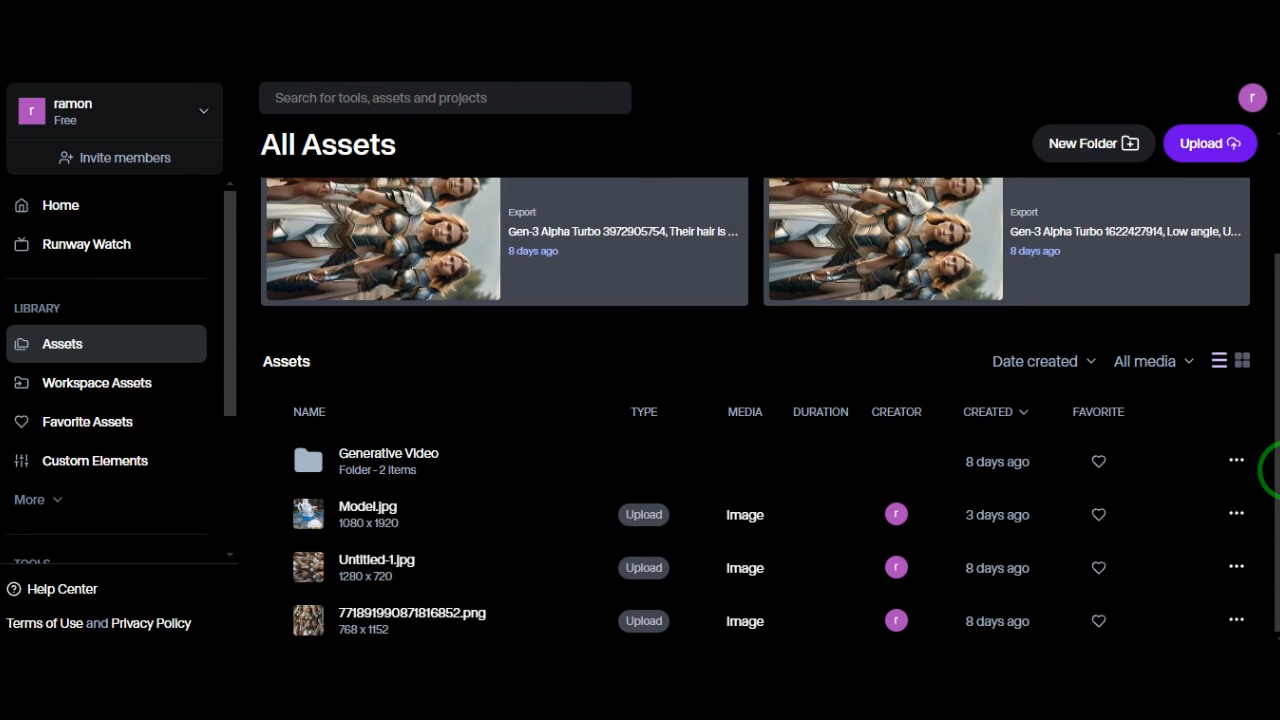 r
ramon
Free
Invite members
Search for tools, assets and projects
r
All Assets
New Folder
Upload
Home
Runway Watch
LIBRARY
Assets
Workspace Assets
Favorite Assets
Custom Elements
More
TOOLS
Help Center
Terms of Use and Privacy Policy
Export
Gen-3 Alpha Turbo 3972905754, Their hair is ...
8 days ago
Export
Gen-3 Alpha Turbo 1622427914, Low angle, U...
8 days ago
Assets
Date created
All media
NAME TYPE MEDIA DURATION CREATOR CREATED FAVORITE
Generative Video
Folder - 2 items
8 days ago
Model.jpg
1080 x 1920
Upload Image r 3 days ago
Untitled-1.jpg
1280 x 720
Upload Image r 8 days ago
771891990871816852.png
768 x 1152
Upload Image r 8 days ago